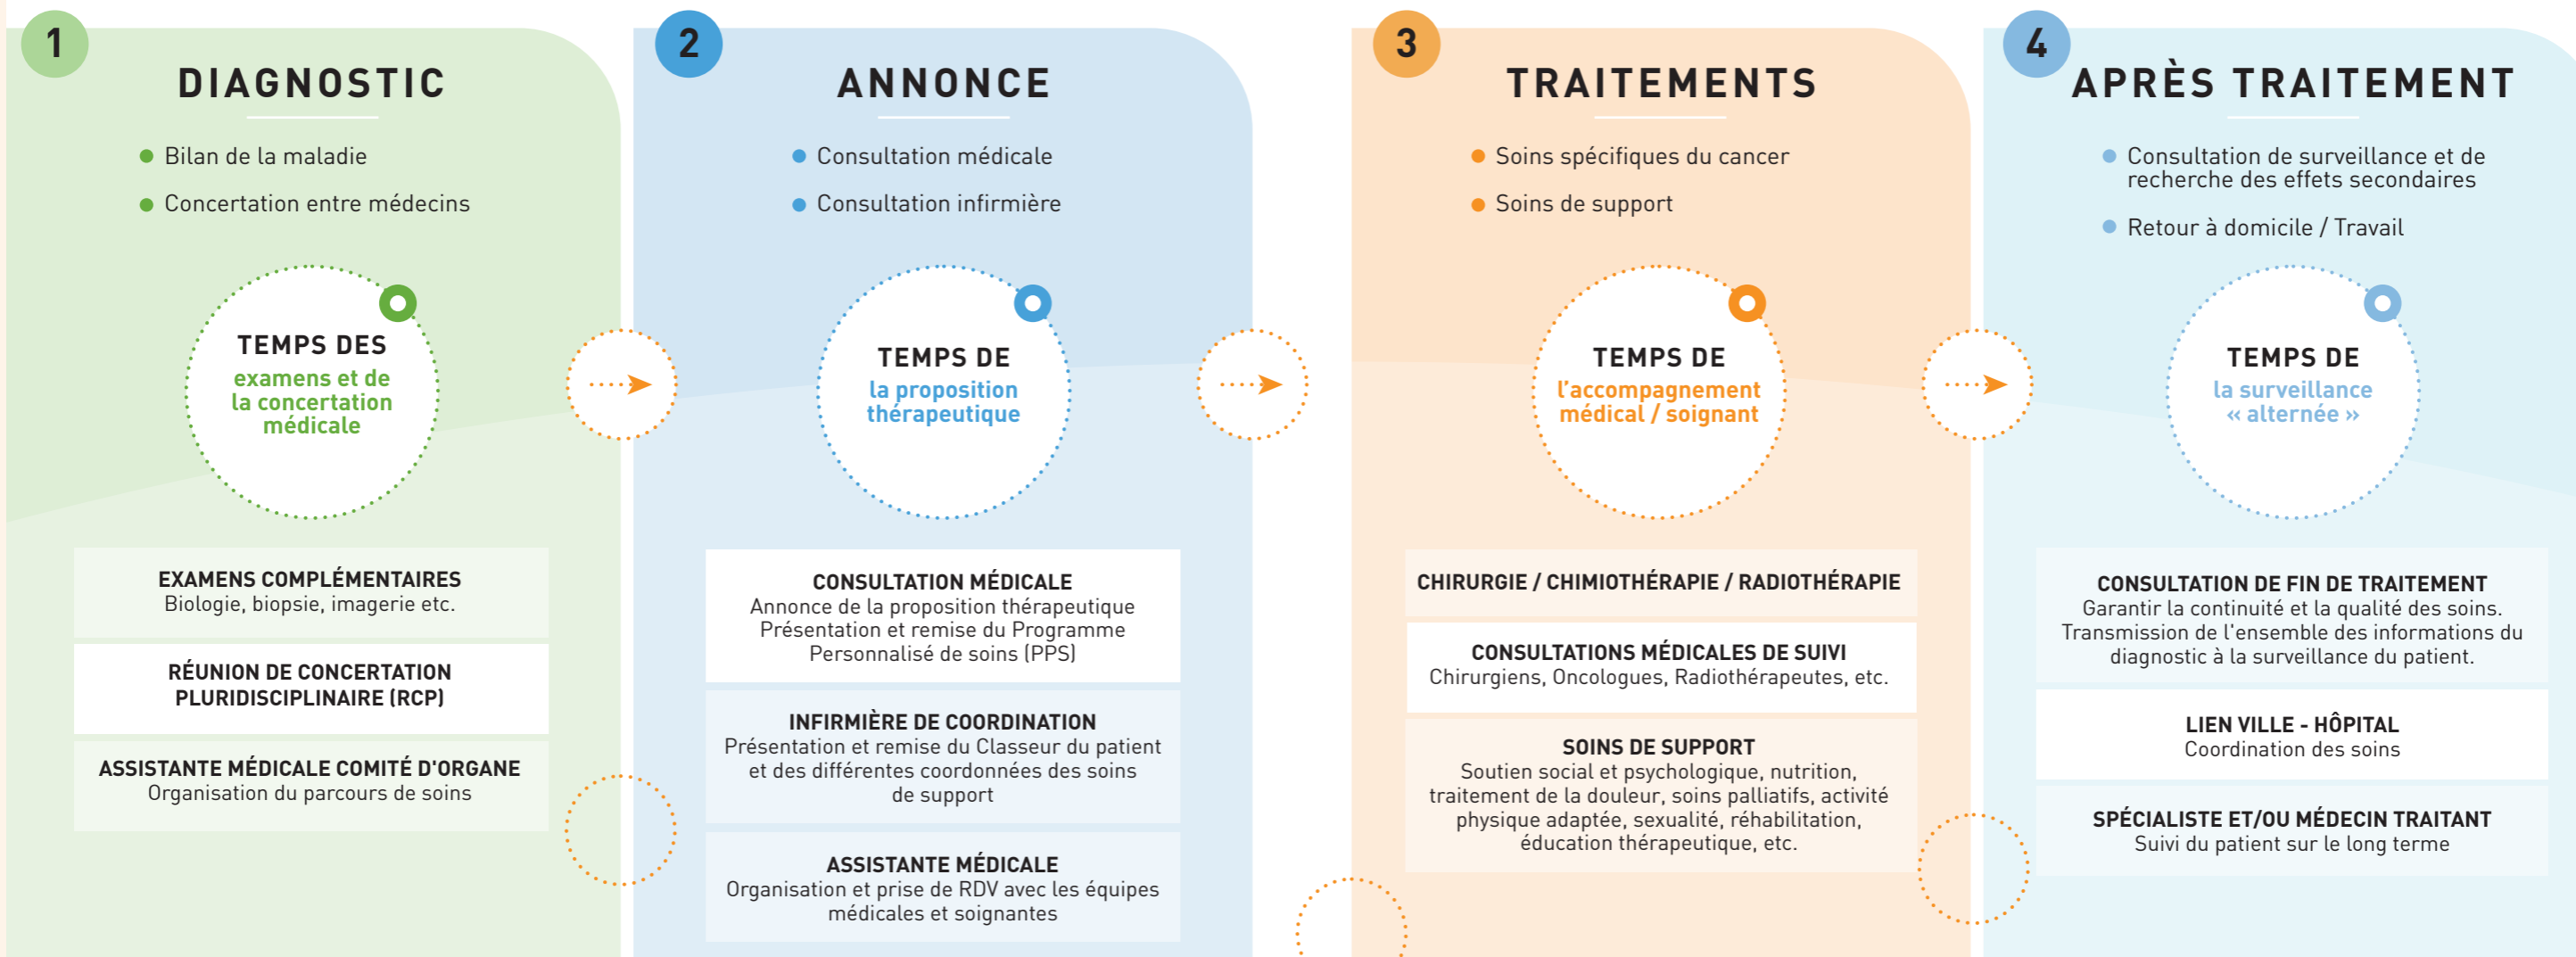 1
DIAGNOSTIC
Bilan de la maladie
Concertation entre médecins
TEMPS DES
examens et de
la concertation
médicale
EXAMENS COMPLÉMENTAIRES
Biologie, biopsie, imagerie etc.
RÉUNION DE CONCERTATION
PLURIDISCIPLINAIRE (RCP)
ASSISTANTE MÉDICALE COMITÉ D'ORGANE
Organisation du parcours de soins
2
ANNONCE
Consultation médicale
Consultation infirmière
TEMPS DE
la proposition
thérapeutique
CONSULTATION MÉDICALE
Annonce de la proposition thérapeutique
Présentation et remise du Programme
Personnalisé de soins (PPS)
INFIRMIÈRE DE COORDINATION
Présentation et remise du Classeur du patient
et des différentes coordonnées des soins
de support
ASSISTANTE MÉDICALE
Organisation et prise de RDV avec les équipes
médicales et soignantes
3
TRAITEMENTS
Soins spécifiques du cancer
Soins de support
TEMPS DE
l'accompagnement
médical / soignant
CHIRURGIE / CHIMIOTHÉRAPIE / RADIOTHÉRAPIE
CONSULTATIONS MÉDICALES DE SUIVI
Chirurgiens, Oncologues, Radiothérapeutes, etc.
SOINS DE SUPPORT
Soutien social et psychologique, nutrition,
traitement de la douleur, soins palliatifs, activité
physique adaptée, sexualité, réhabilitation,
éducation thérapeutique, etc.
4
APRÈS TRAITEMENT
Consultation de surveillance et de
recherche des effets secondaires
Retour à domicile / Travail
TEMPS DE
la surveillance
« alternée »
CONSULTATION DE FIN DE TRAITEMENT
Garantir la continuité et la qualité des soins.
Transmission de l'ensemble des informations du
diagnostic à la surveillance du patient.
LIEN VILLE - HÔPITAL
Coordination des soins
SPÉCIALISTE ET/OU MÉDECIN TRAITANT
Suivi du patient sur le long terme